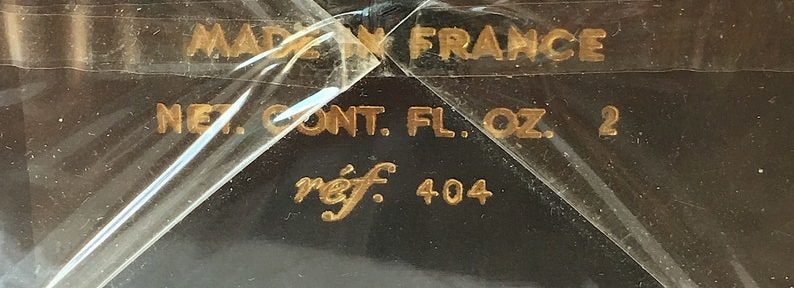 MADE IN FRANCE
NET. CONT. FL. OZ. 2
réf. 404